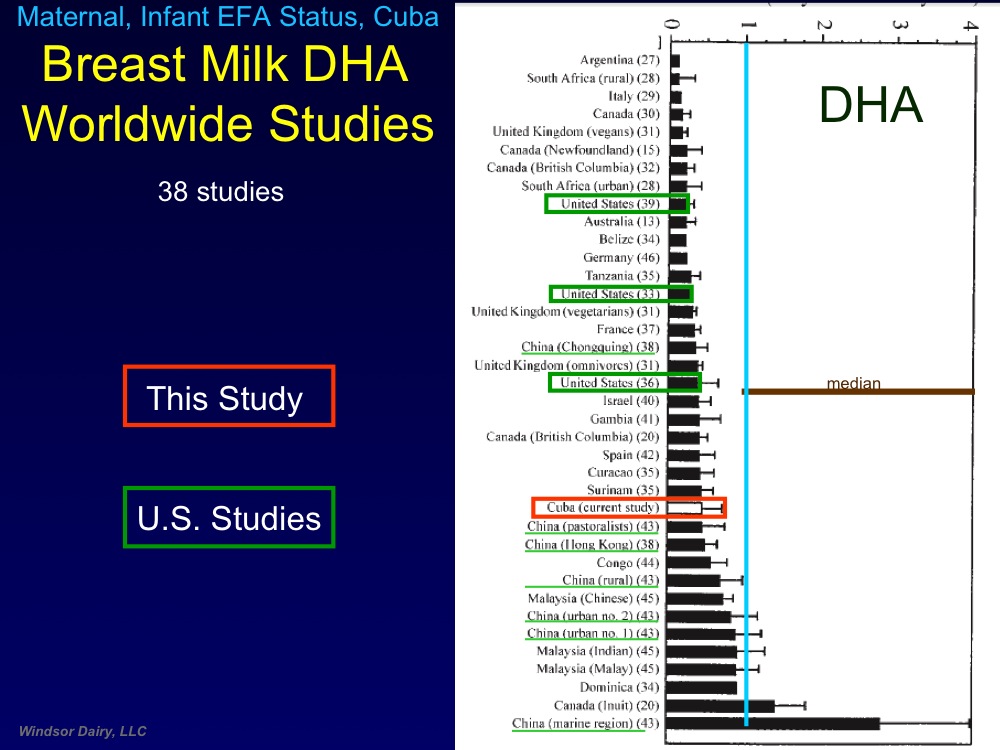 Maternal, Infant EFA Status, Cuba
Breast Milk DHA
Worldwide Studies
38 studies
This Study
U.S. Studies
Windsor Dairy, LLC
0 1 2 3 4
DHA
median
Argentina (27)
South Africa (rural) (28)
Italy (29)
Canada (30)
United Kingdom (vegans) (31)
Canada (Newfoundland) (15)
Canada (British Columbia) (32)
South Africa (urban) (28)
United States (39)
Australia (13)
Belize (34)
Germany (46)
Tanzania (35)
United States (33)
United Kingdom (vegetarians) (31)
France (37)
China (Chongquing) (38)
United Kingdom (omnivores) (31)
United States (36)
Israel (40)
Gambia (41)
Canada (British Columbia) (20)
Spain (42)
Curacao (35)
Surinam (35)
Cuba (current study)
China (pastoralists) (43)
China (Hong Kong) (38)
Congo (44)
China (rural) (43)
Malaysia (Chinese) (45)
China (urban no. 2) (43)
China (urban no. 1) (43)
Malaysia (Indian) (45)
Malaysia (Malay) (45)
Dominica (34)
Canada (Inuit) (20)
China (marine region) (43)